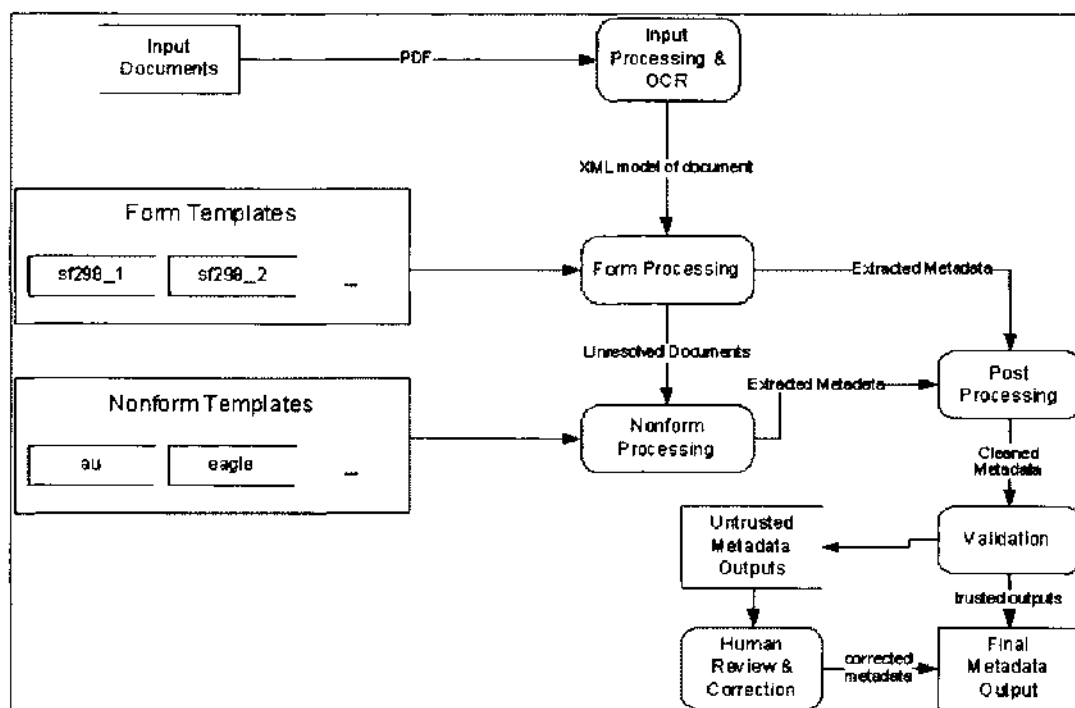 Input
Documents
PDF
Input
Processing &
OCR
XML model of document
Form Templates
sf298_1
sf298_2
...
Form Processing
Extracted Metadata
Unresolved Documents
Nonform Templates
au
eagle
...
Nonform
Processing
Extracted Metadata
Post
Processing
Cleaned
Metadata
Untrusted
Metadata
Outputs
Validation
trusted outputs
Human
Review &
Correction
corrected
metadata
Final
Metadata
Output